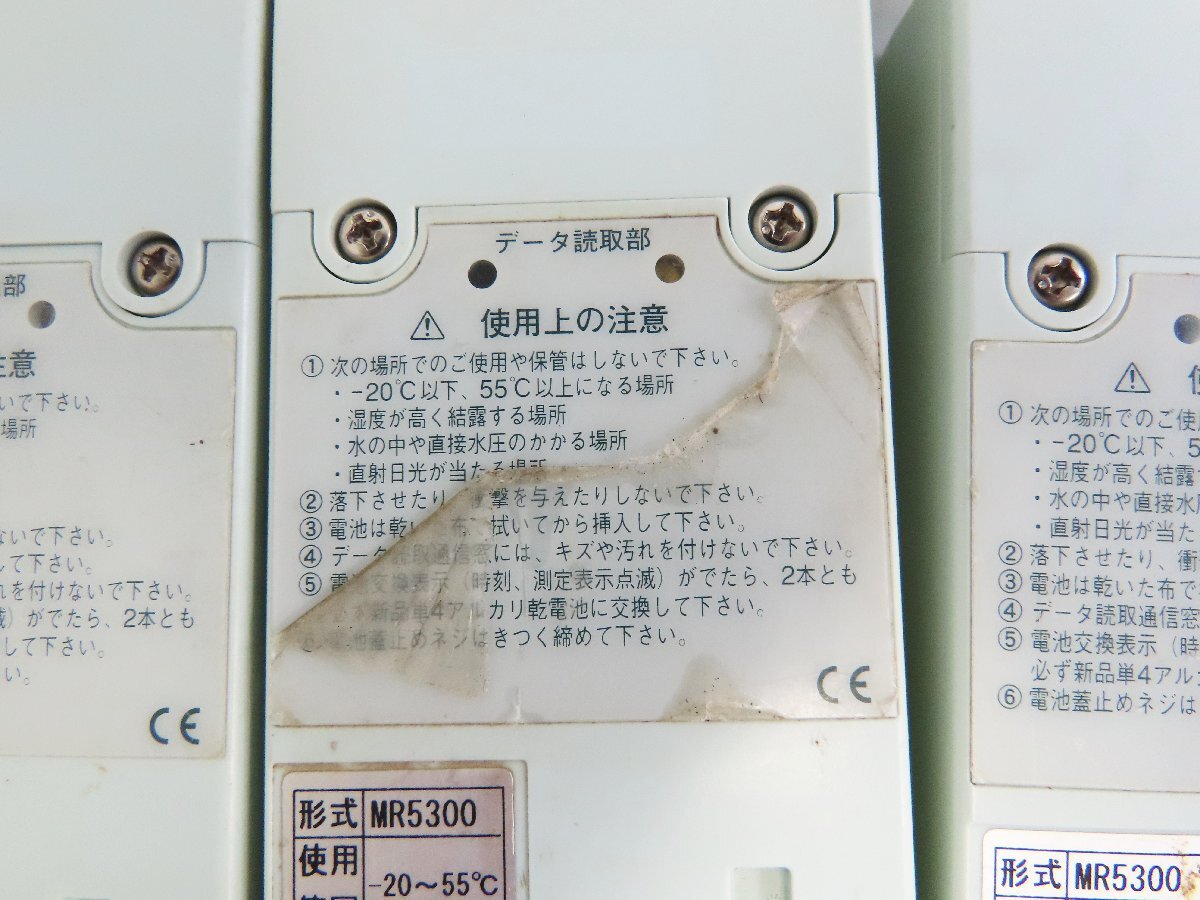 部
注意
いで下さい。
場所
ないで下さい。
して下さい。
れを付けないで下さい。
滅)がでたら、2本とも
して下さい。
い。
CE
データ読取部
⚠ 使用上の注意
① 次の場所でのご使用や保管はしないで下さい。
・-20℃以下、55℃以上になる場所
・湿度が高く結露する場所
・水の中や直接水圧のかかる場所
・直射日光が当たる場所
② 落下させたり、衝撃を与えたりしないで下さい。
③ 電池は乾いた布で拭いてから挿入して下さい。
④ データ読取通信窓には、キズや汚れを付けないで下さい。
⑤ 電池交換表示(時刻、測定表示点滅)がでたら、2本とも
必ず新品単4アルカリ乾電池に交換して下さい。
⑥ 電池蓋止めネジはきつく締めて下さい。
CE
形式 MR5300
使用
-20～55℃
⚠
① 次の場所でのご使
・-20℃以下、5
・湿度が高く結露
・水の中や直接水
・直射日光が当た
② 落下させたり、衝
③ 電池は乾いた布で
④ データ読取通信窓
⑤ 電池交換表示(時
必ず新品単4アル
⑥ 電池蓋止めネジは
形式 MR5300